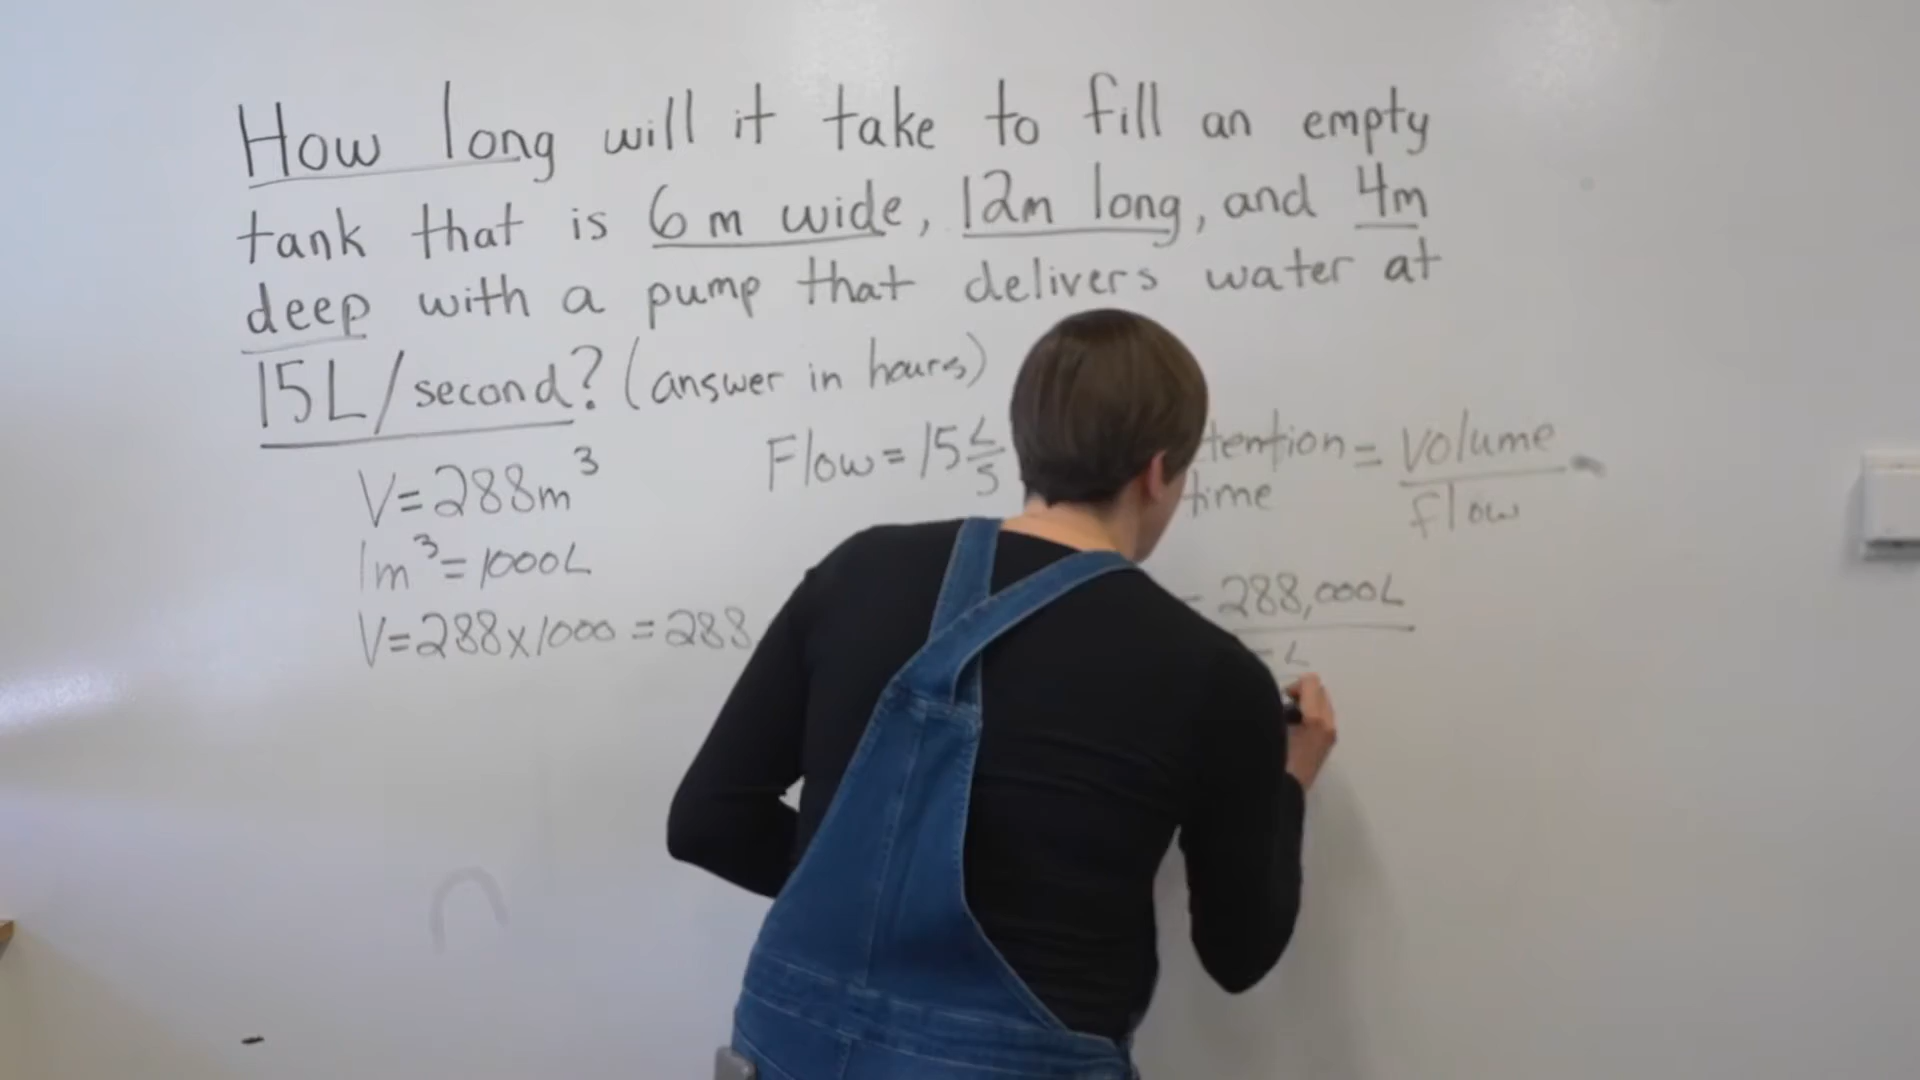 How long will it take to fill an empty
tank that is 6m wide, 12m long, and 4m
deep with a pump that delivers water at
15L/second? (answer in hours)
V=288m³
1m³=1000L
V=288x1000=288
Flow=15 L/s
tention = volume
time flow
= 288,000L
L